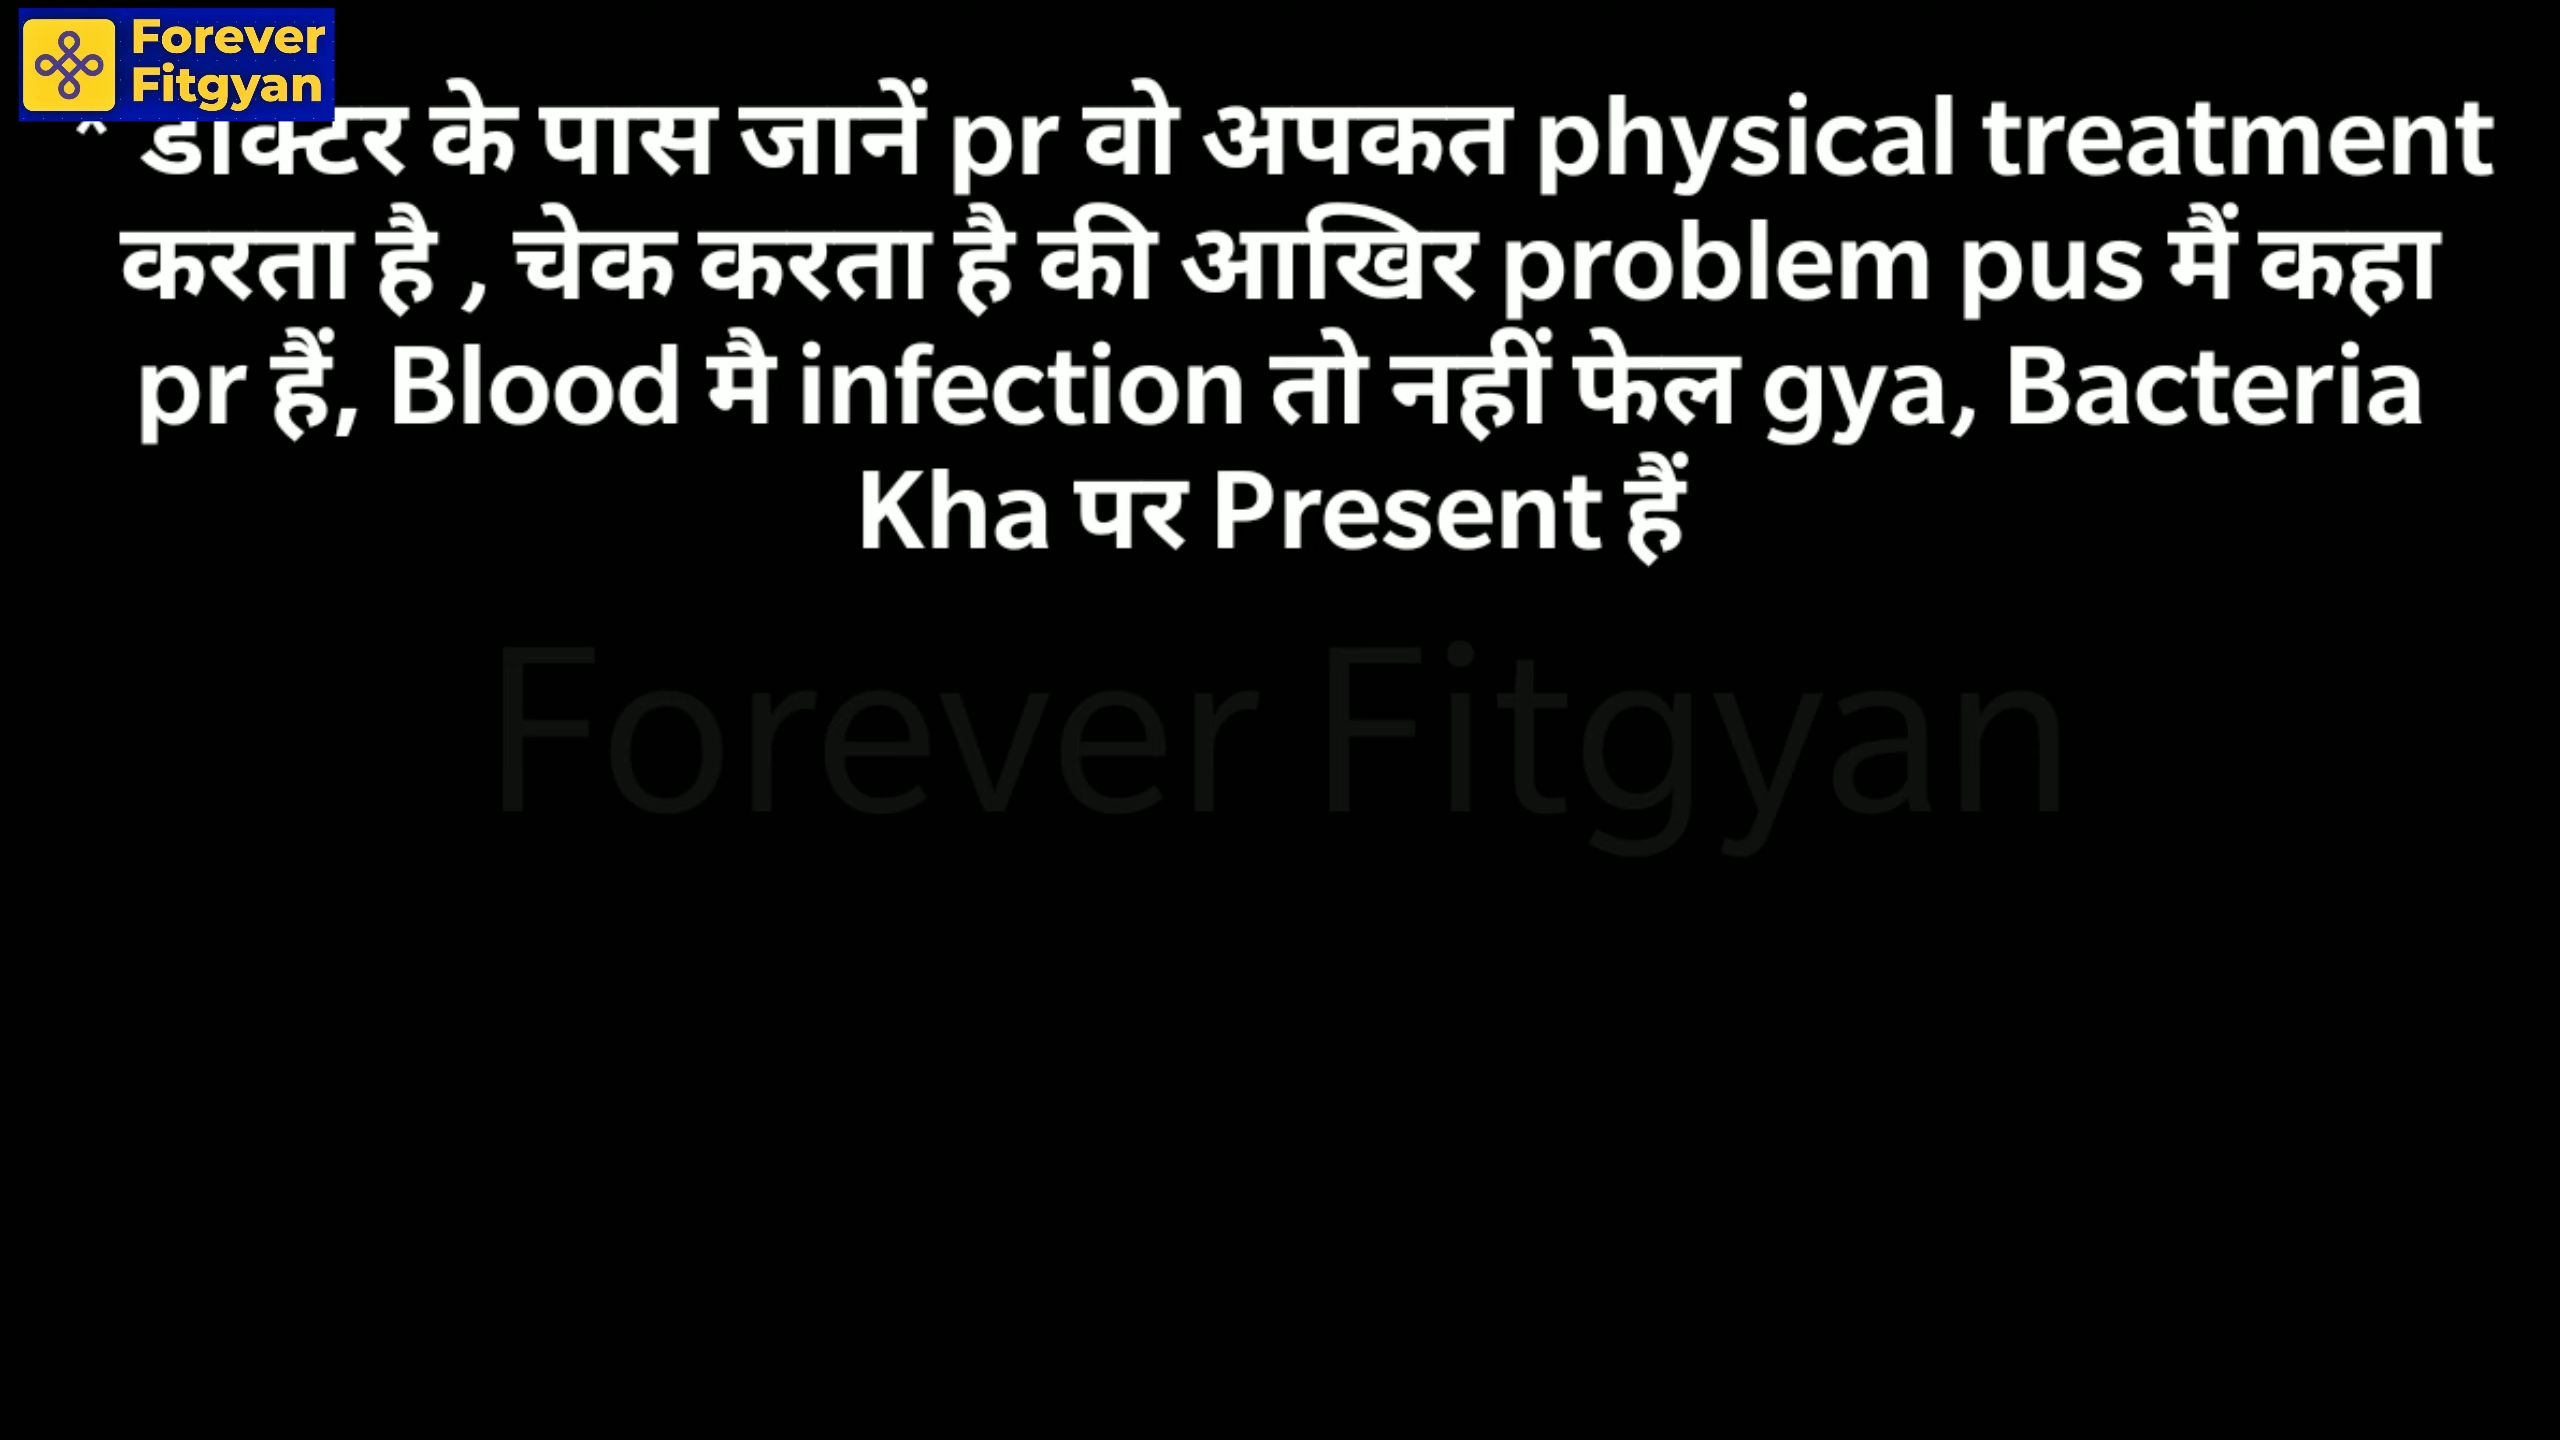 Forever
Fitgyan
* डॉक्टर के पास जानें pr वो अपकत physical treatment
करता है , चेक करता है की आखिर problem pus मैं कहा
pr हैं, Blood मै infection तो नहीं फेल gya, Bacteria
Kha पर Present हैं
Forever Fitgyan